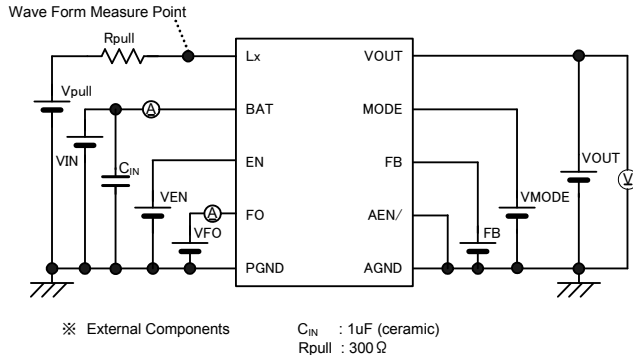 Wave Form Measure Point
Rpull
Lx
VOUT
Vpull
BAT
MODE
A
VIN
CIN
EN
FB
VOUT
V
VEN
A
FO
AEN/
VMODE
VFO
FB
PGND
AGND
※ External Components
CIN : 1uF (ceramic)
Rpull : 300Ω